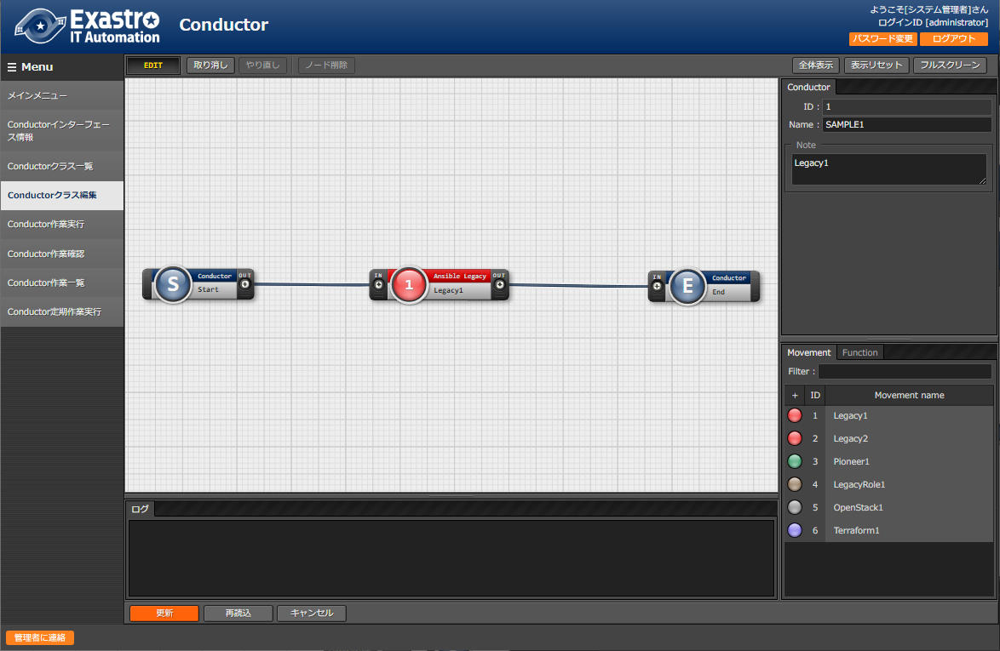 Exastro
IT Automation
Conductor
ようこそ[システム管理者]さん
ログインID [administrator]
パスワード変更
ログアウト
Menu
メインメニュー
Conductorインターフェー
ス情報
Conductorクラス一覧
Conductorクラス編集
Conductor作業実行
Conductor作業確認
Conductor作業一覧
Conductor定期作業実行
EDIT
取り消し
やり直し
ノード削除
全体表示
表示リセット
フルスクリーン
S
Conductor
Start
OUT
IN
1
Ansible Legacy
Legacy1
OUT
IN
E
Conductor
End
Conductor
ID : 1
Name : SAMPLE1
Note
Legacy1
Movement
Function
Filter :
+ ID Movement name
1 Legacy1
2 Legacy2
3 Pioneer1
4 LegacyRole1
5 OpenStack1
6 Terraform1
ログ
更新
再読込
キャンセル
管理者に連絡